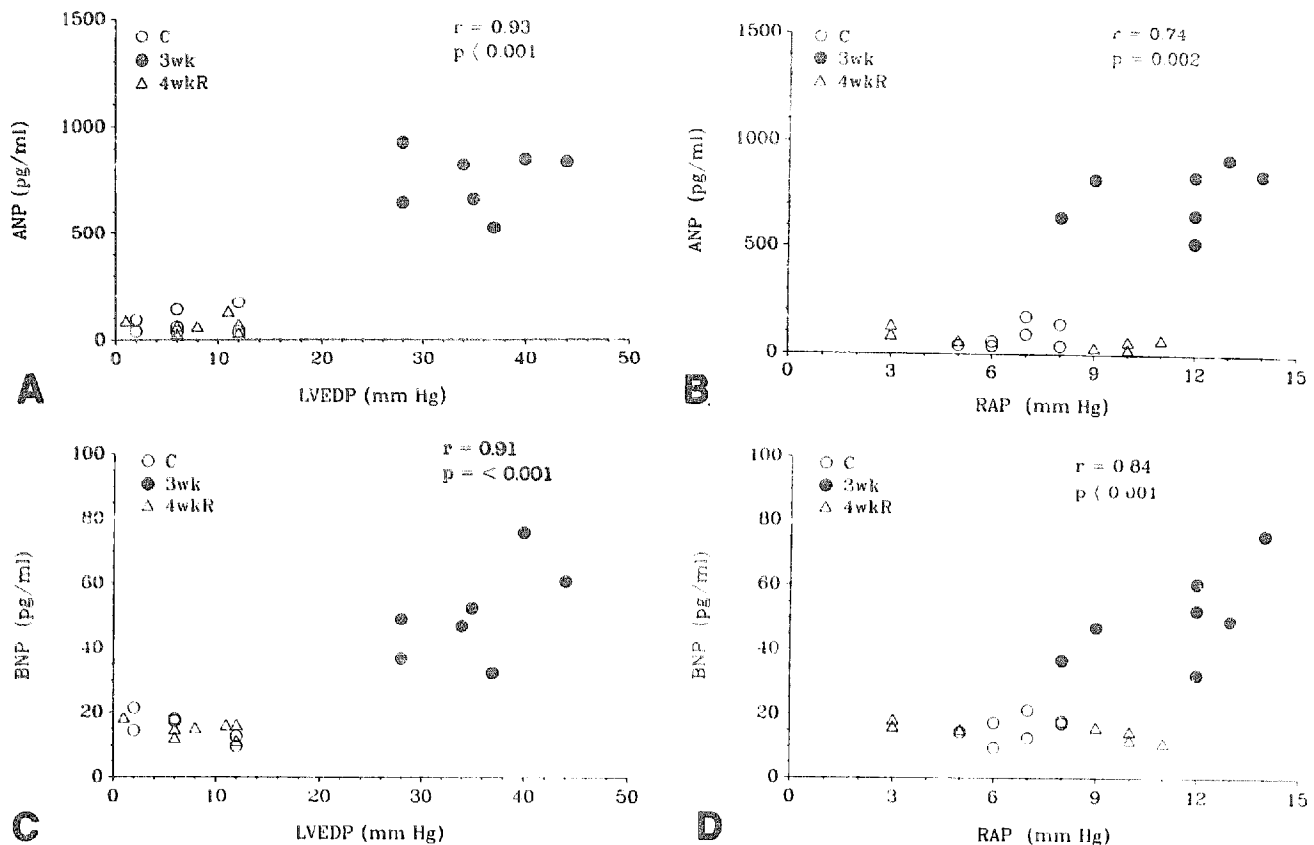 1500
1000
500
0
ANP (pg/ml)
C
3wk
4wkR
r = 0.93
p ( 0.001
0 10 20 30 40 50
LVEDP (mm Hg)
A
1500
1000
500
0
ANP (pg/ml)
C
3wk
4wkR
r = 0.74
p = 0.002
0 3 6 9 12 15
RAP (mm Hg)
B
100
80
60
40
20
0
BNP (pg/ml)
C
3wk
4wkR
r = 0.91
p = < 0.001
0 10 20 30 40 50
LVEDP (mm Hg)
C
100
80
60
40
20
0
BNP (pg/ml)
C
3wk
4wkR
r = 0.84
p ( 0.001
0 3 6 9 12 15
RAP (mm Hg)
D